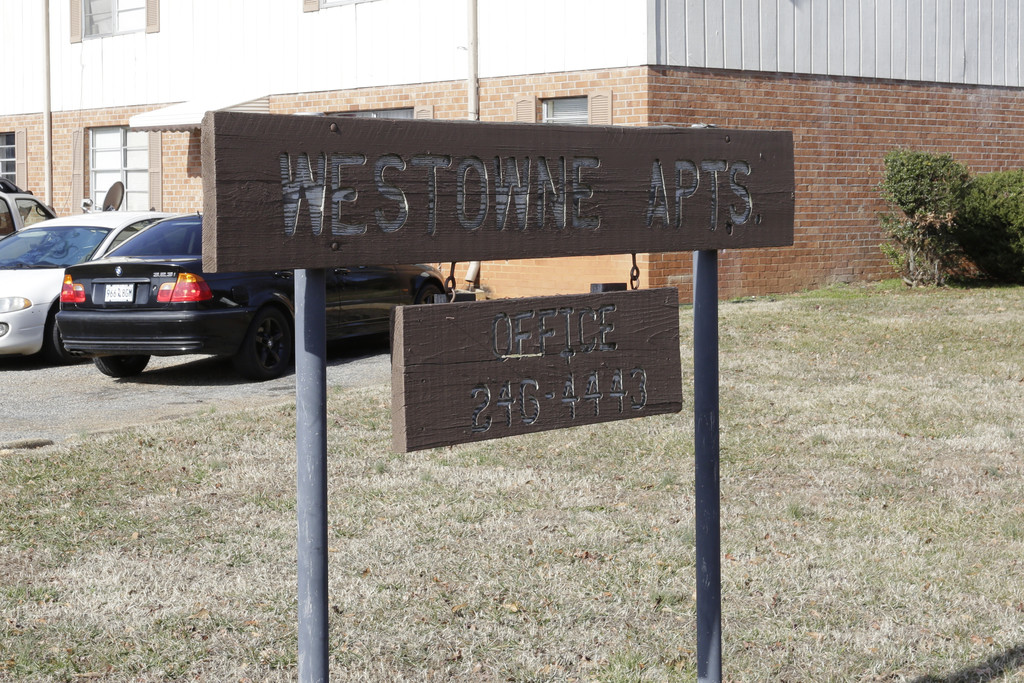 WESTOWNE APTS.
OFFICE
246-4443